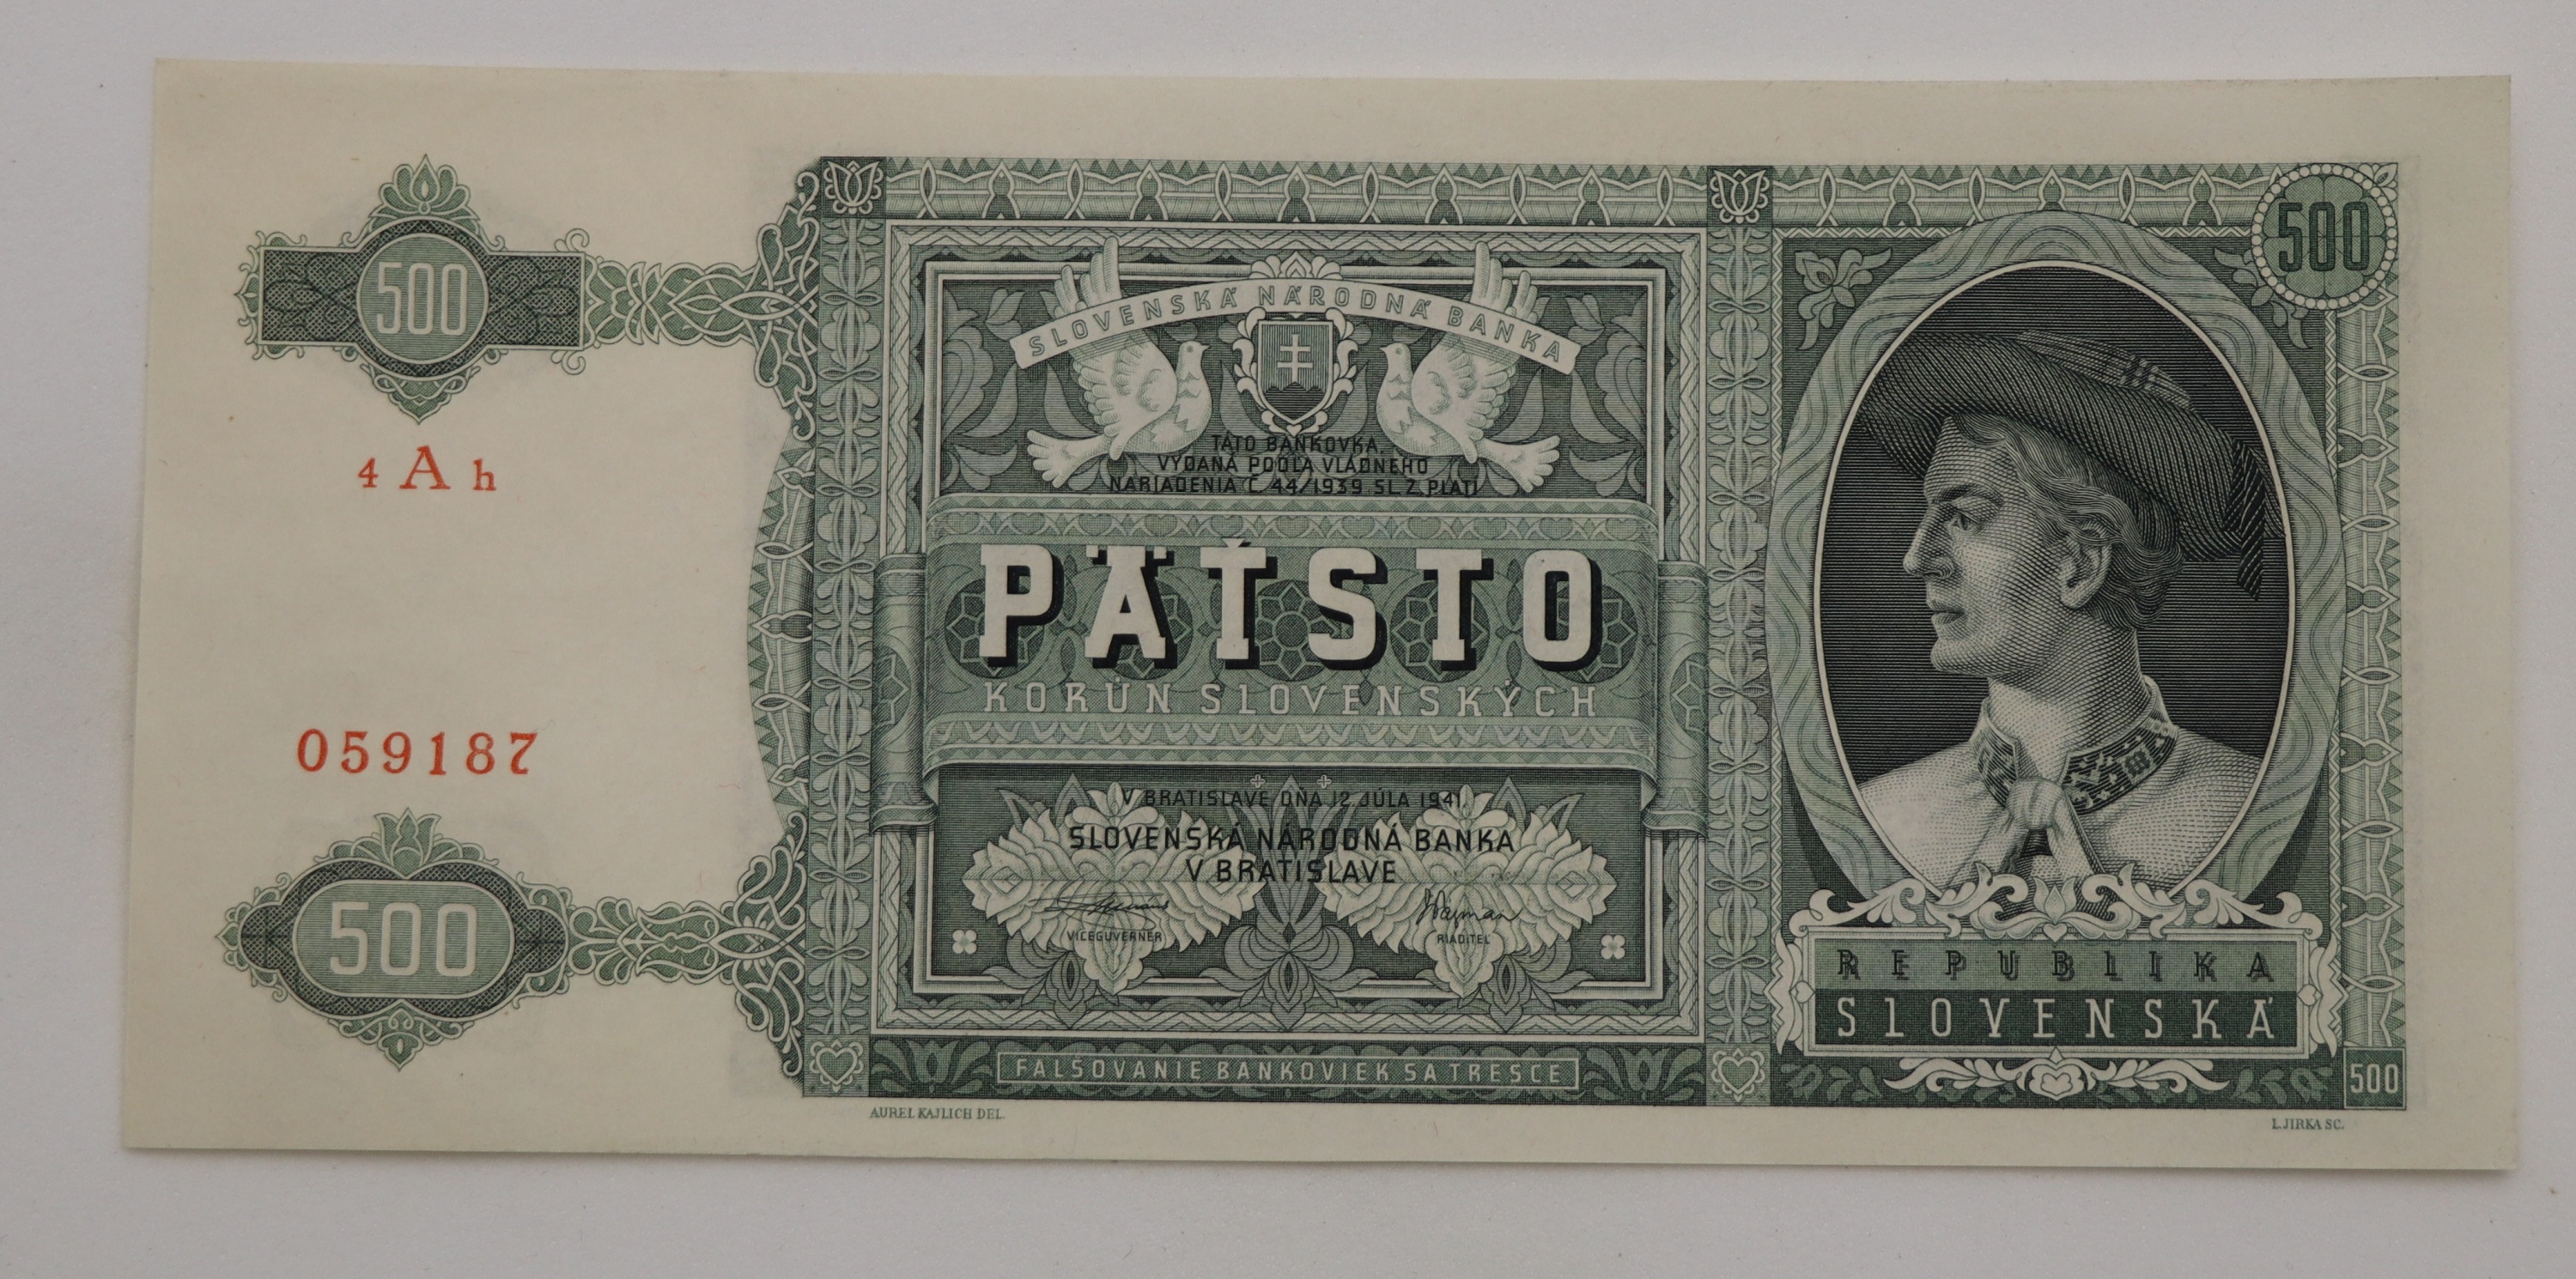 500
4 A h
059187
500
SLOVENSKÁ NÁRODNÁ BANKA
TÁTO BANKOVKA,
VYDANÁ PODĽA VLÁDNEHO
NARIADENIA Č. 44/1939 SL. Z. PLATÍ
PÄŤSTO
KORÚN SLOVENSKÝCH
V BRATISLAVE DŇA 12. JÚLA 1941.
SLOVENSKÁ NÁRODNÁ BANKA
V BRATISLAVE
VICEGUVERNÉR
RIADITEĽ
FALŠOVANIE BANKOVIEK SA TRESCE
AUREL KAJLICH DEL.
500
REPUBLIKA
SLOVENSKÁ
500
L. JIRKA SC.